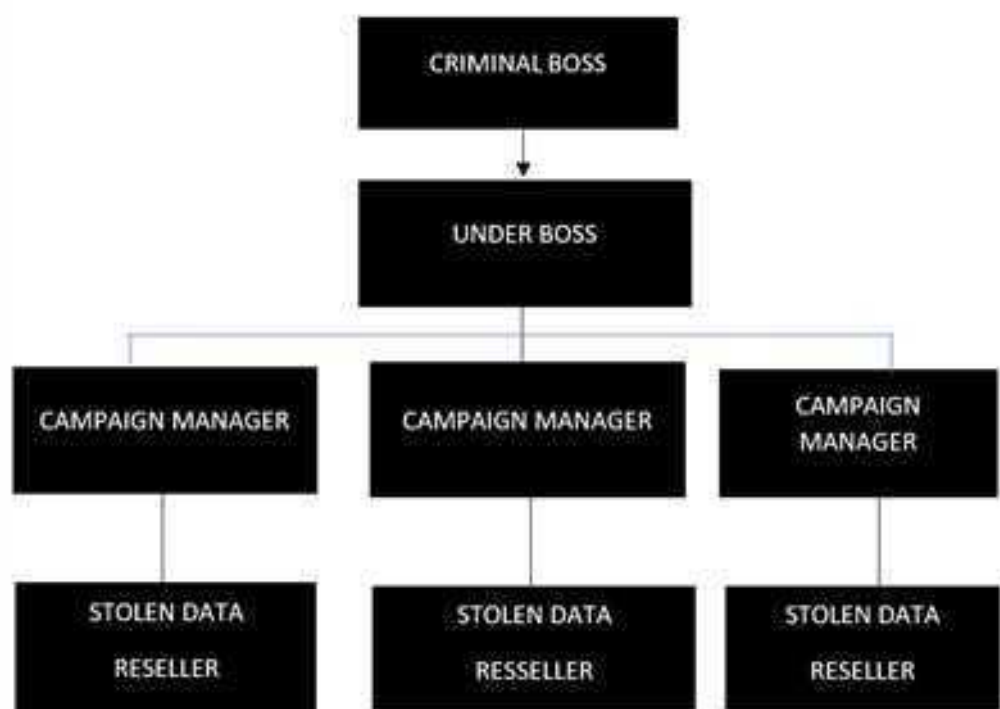 CRIMINAL BOSS
UNDER BOSS
CAMPAIGN MANAGER
CAMPAIGN MANAGER
CAMPAIGN
MANAGER
STOLEN DATA
RESELLER
STOLEN DATA
RESSELLER
STOLEN DATA
RESELLER